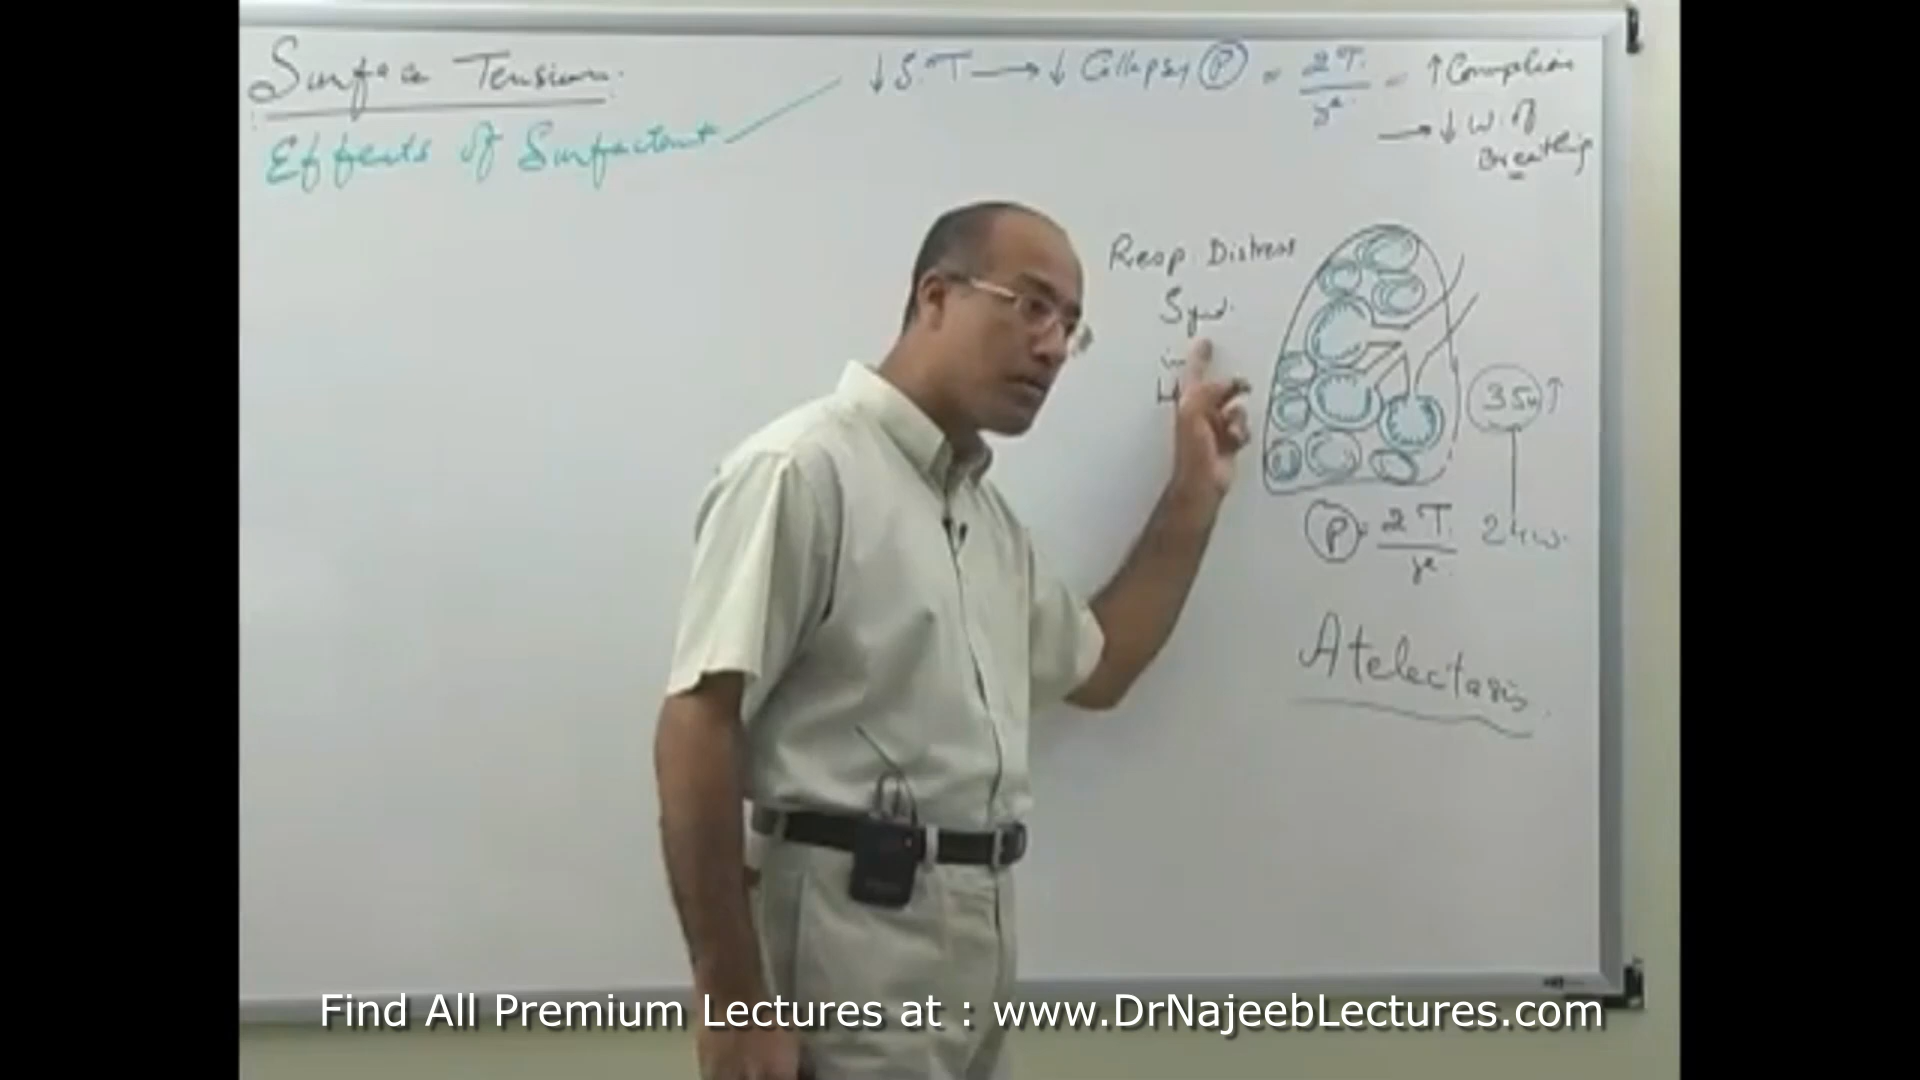 Surface Tension.
Effects of Surfactant
↓ S.T → ↓ Collapsing P = 2T. / r =
→ ↓ W. of
Breathing
Resp. Distress
Synd.
in
35w ↑
24w.
P = 2T. / r
Atelectasis
Find All Premium Lectures at : www.DrNajeebLectures.com